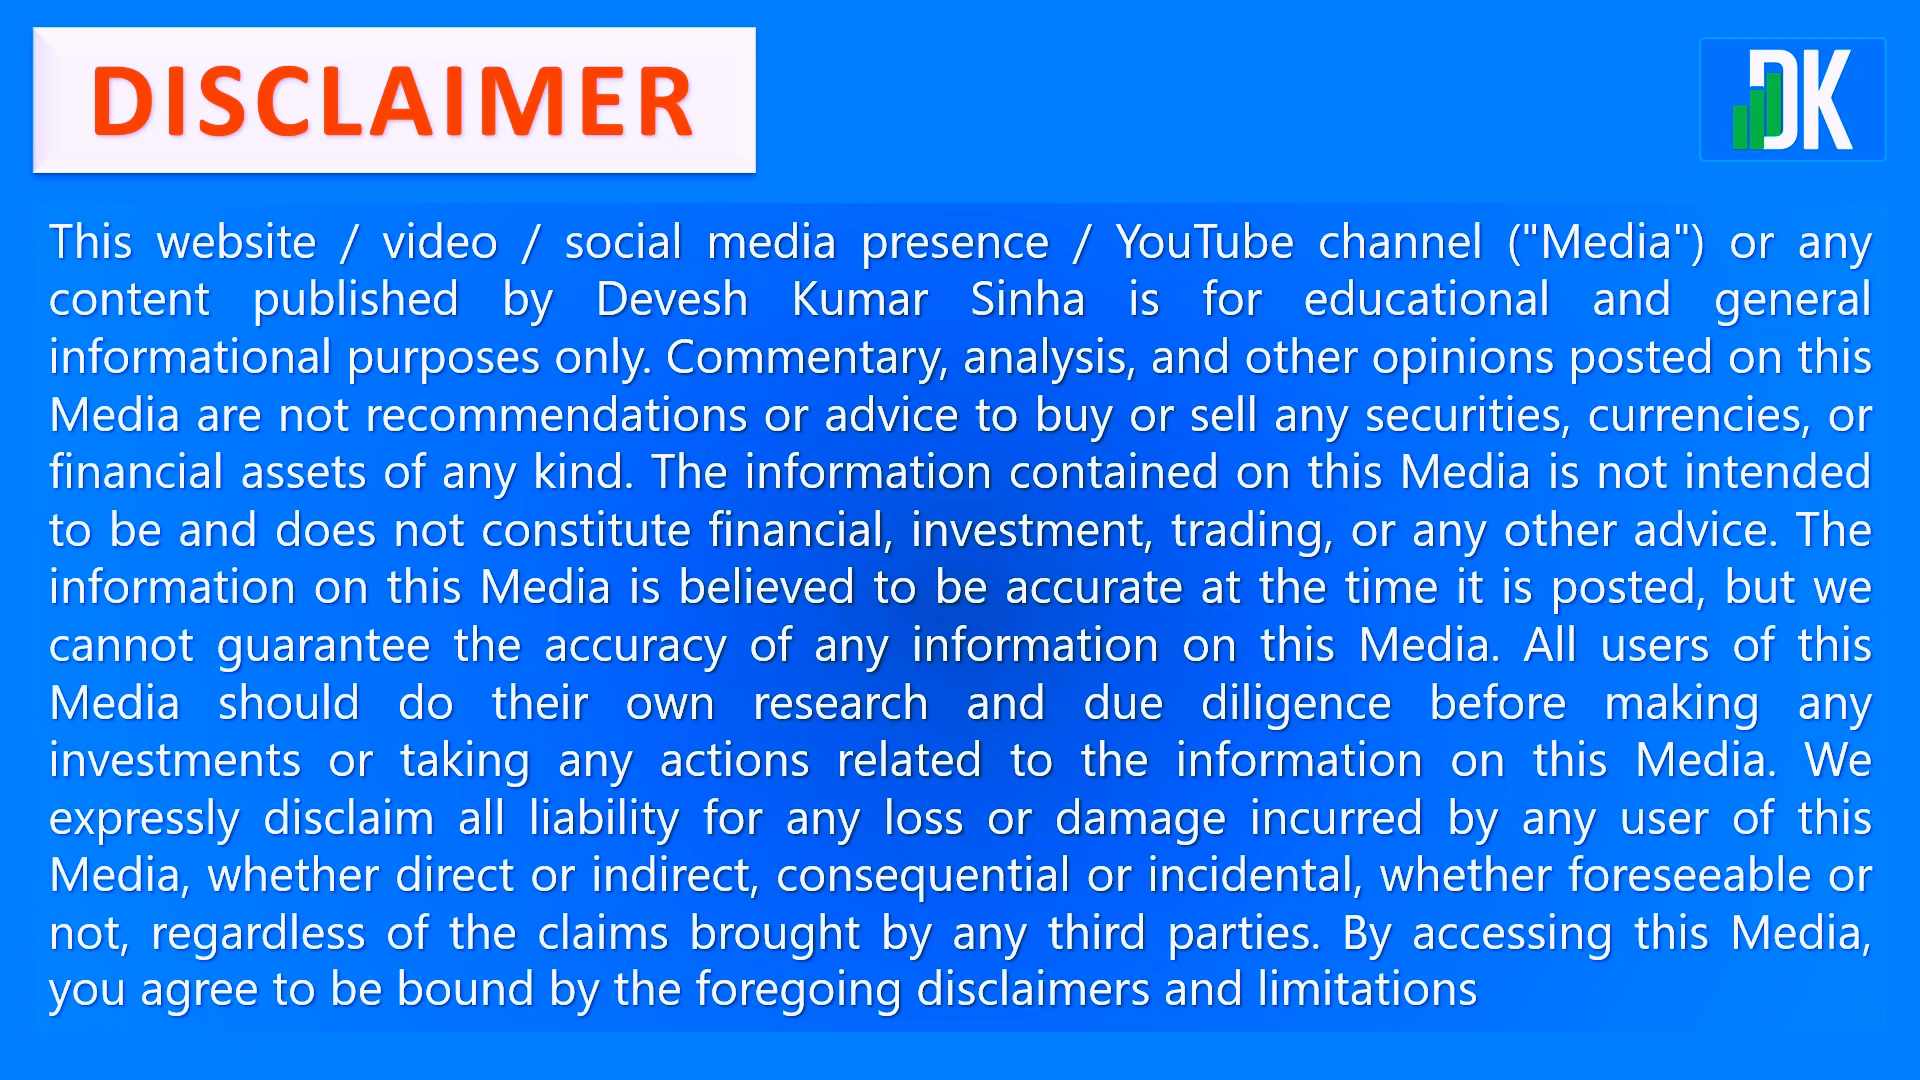 DISCLAIMER
DK
This website / video / social media presence / YouTube channel ("Media") or any
content published by Devesh Kumar Sinha is for educational and general
informational purposes only. Commentary, analysis, and other opinions posted on this
Media are not recommendations or advice to buy or sell any securities, currencies, or
financial assets of any kind. The information contained on this Media is not intended
to be and does not constitute financial, investment, trading, or any other advice. The
information on this Media is believed to be accurate at the time it is posted, but we
cannot guarantee the accuracy of any information on this Media. All users of this
Media should do their own research and due diligence before making any
investments or taking any actions related to the information on this Media. We
expressly disclaim all liability for any loss or damage incurred by any user of this
Media, whether direct or indirect, consequential or incidental, whether foreseeable or
not, regardless of the claims brought by any third parties. By accessing this Media,
you agree to be bound by the foregoing disclaimers and limitations